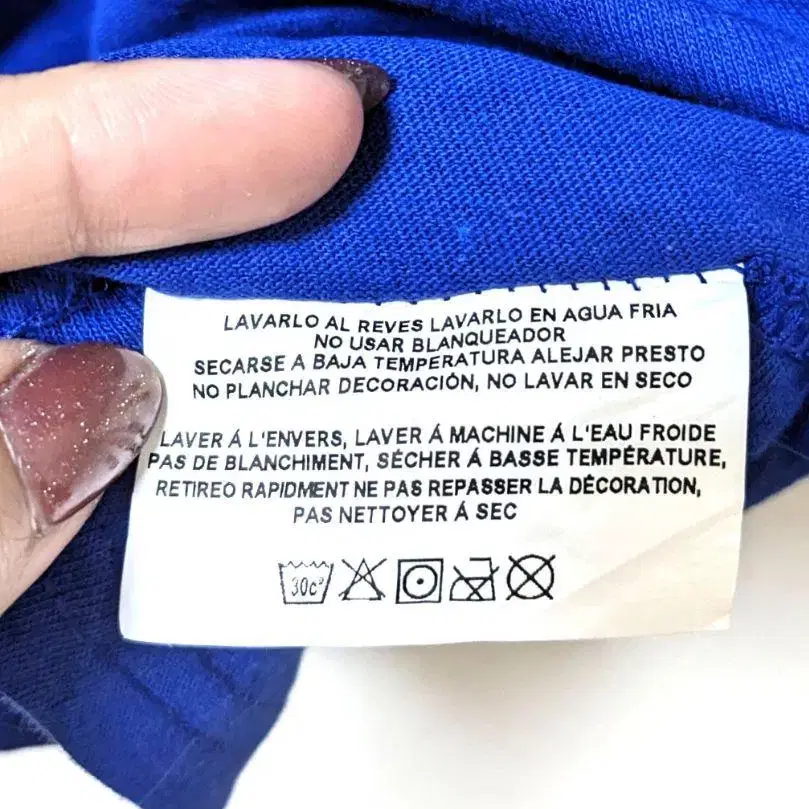 LAVARLO AL REVES LAVARLO EN AGUA FRIA
NO USAR BLANQUEADOR
SECARSE A BAJA TEMPERATURA ALEJAR PRESTO
NO PLANCHAR DECORACIÓN, NO LAVAR EN SECO
LAVER Á L'ENVERS, LAVER Á MACHINE Á L'EAU FROIDE
PAS DE BLANCHIMENT, SÉCHER Á BASSE TEMPÉRATURE,
RETIREO RAPIDMENT NE PAS REPASSER LA DÉCORATION,
PAS NETTOYER Á SEC
30c°